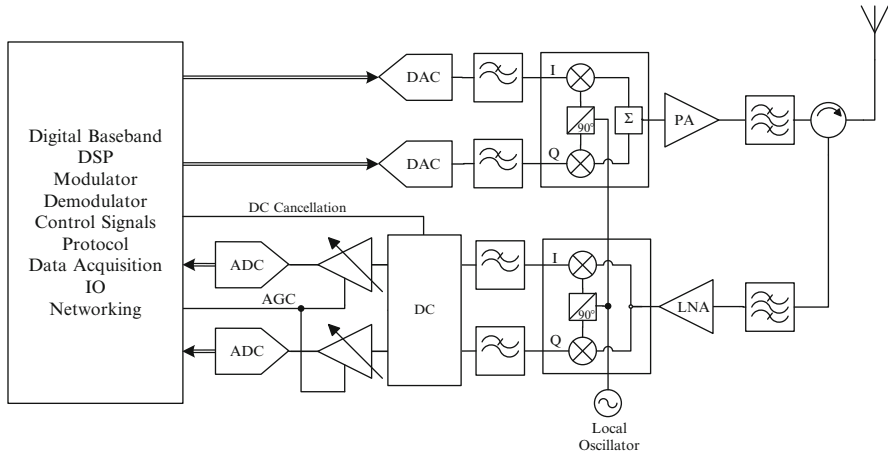 Digital Baseband
DSP
Modulator
Demodulator
Control Signals
Protocol
Data Acquisition
IO
Networking
DAC
I
90°
Σ
PA
DAC
Q
DC Cancellation
ADC
AGC
ADC
DC
I
90°
Q
LNA
Local
Oscillator